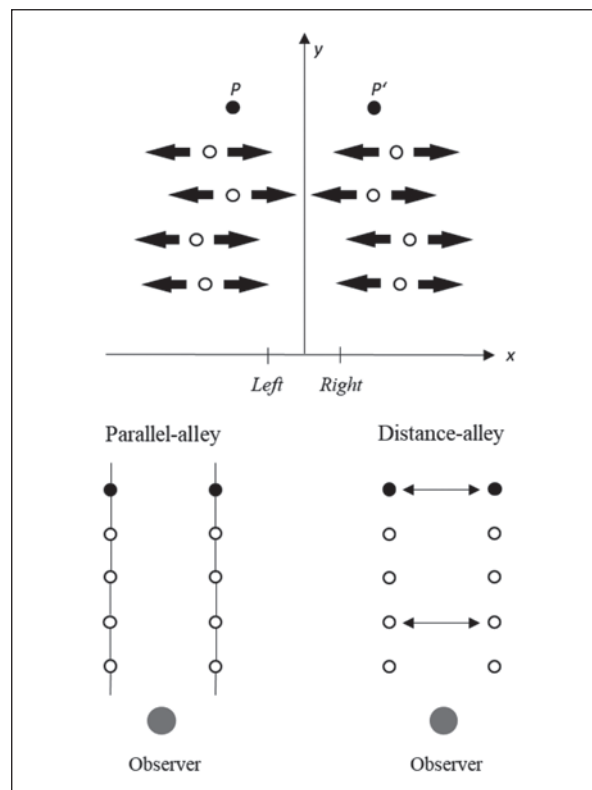 y
P P‘
x
Left Right
Parallel-alley Distance-alley
Observer Observer